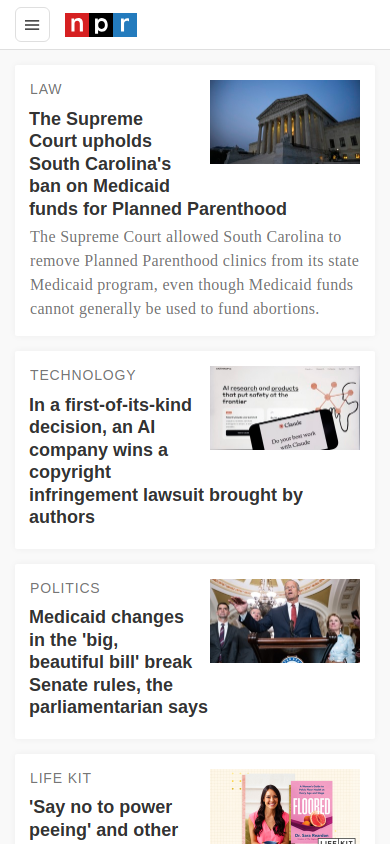 npr
LAW
The Supreme
Court upholds
South Carolina's
ban on Medicaid
funds for Planned Parenthood
The Supreme Court allowed South Carolina to
remove Planned Parenthood clinics from its state
Medicaid program, even though Medicaid funds
cannot generally be used to fund abortions.
TECHNOLOGY
AI research and products
that put safety at the
frontier
Claude
Do your best work
with Claude
In a first-of-its-kind
decision, an AI
company wins a
copyright
infringement lawsuit brought by
authors
POLITICS
Medicaid changes
in the 'big,
beautiful bill' break
Senate rules, the
parliamentarian says
LIFE KIT
FLOORED
Dr. Sara Reardon
LIFE KIT
'Say no to power
peeing' and other